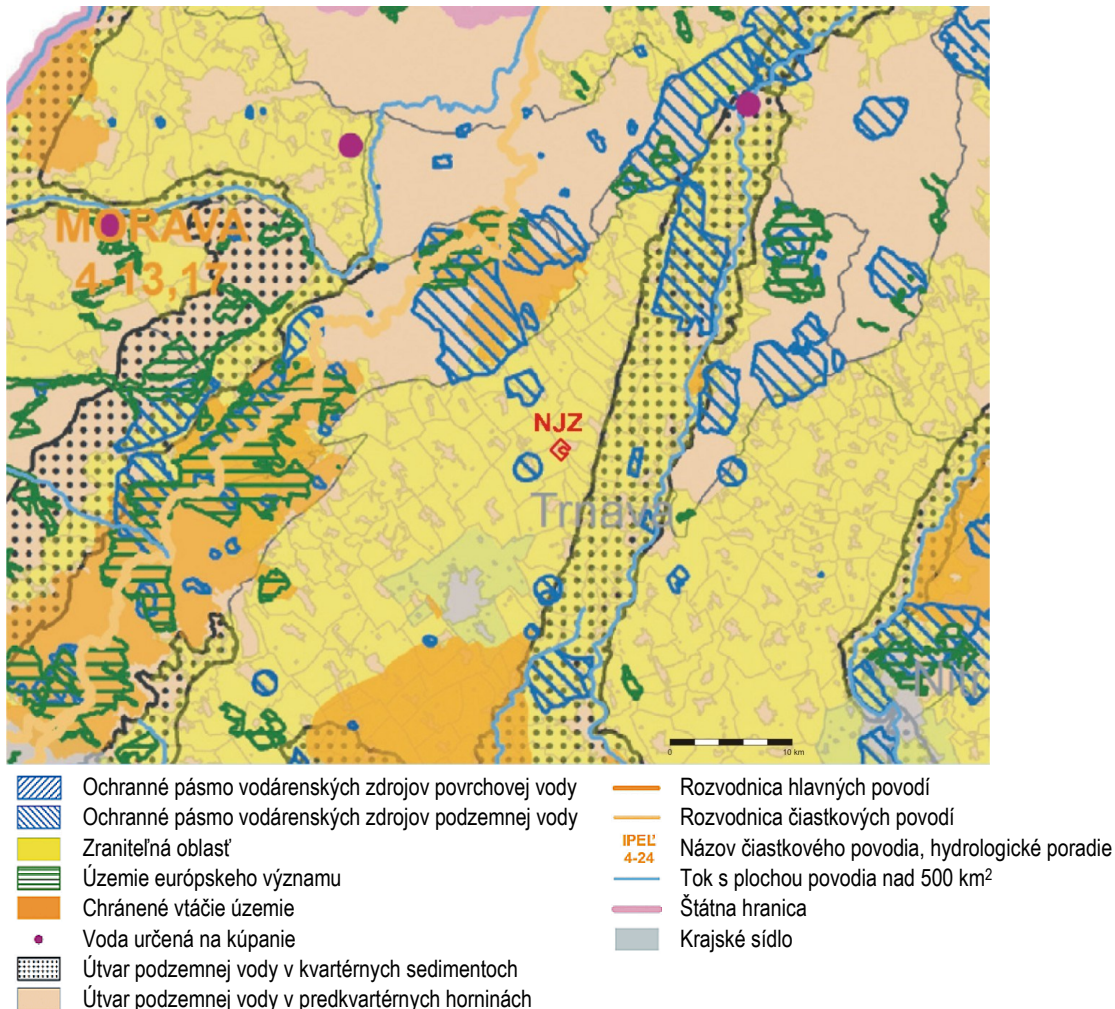 MORAVA
4-13,17
NJZ
Trnava
Nitr
0 10 km
Ochranné pásmo vodárenských zdrojov povrchovej vody
Ochranné pásmo vodárenských zdrojov podzemnej vody
Zraniteľná oblasť
Územie európskeho významu
Chránené vtáčie územie
Voda určená na kúpanie
Útvar podzemnej vody v kvartérnych sedimentoch
Útvar podzemnej vody v predkvartérnych horninách
Rozvodnica hlavných povodí
Rozvodnica čiastkových povodí
IPEĽ
4-24
Názov čiastkového povodia, hydrologické poradie
Tok s plochou povodia nad 500 km²
Štátna hranica
Krajské sídlo